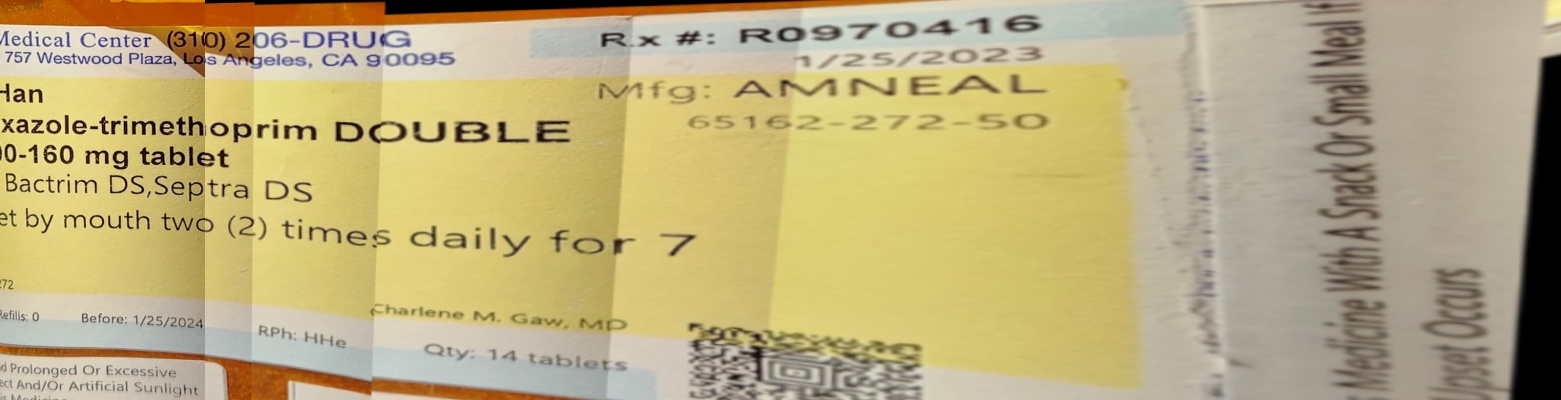 Medical Center (310) 206-DRUG
757 Westwood Plaza, Los Angeles, CA 90095
Rx #: R0970416
1/25/2023
Han
Mfg: AMNEAL
xazole-trimethoprim DOUBLE
65162-272-50
0-160 mg tablet
Bactrim DS,Septra DS
et by mouth two (2) times daily for 7
272
Refills: 0
Before: 1/25/2024
RPh: HHe
Charlene M. Gaw, MD
Qty: 14 tablets
d Prolonged Or Excessive
ect And/Or Artificial Sunlight
Medicine With A Snack Or Small Meal If
Upset Occurs